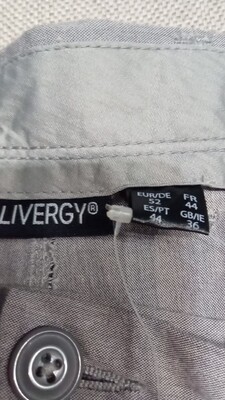 LIVERGY®
EUR/DE FR
52 44
ES/PT GB/IE
44 36